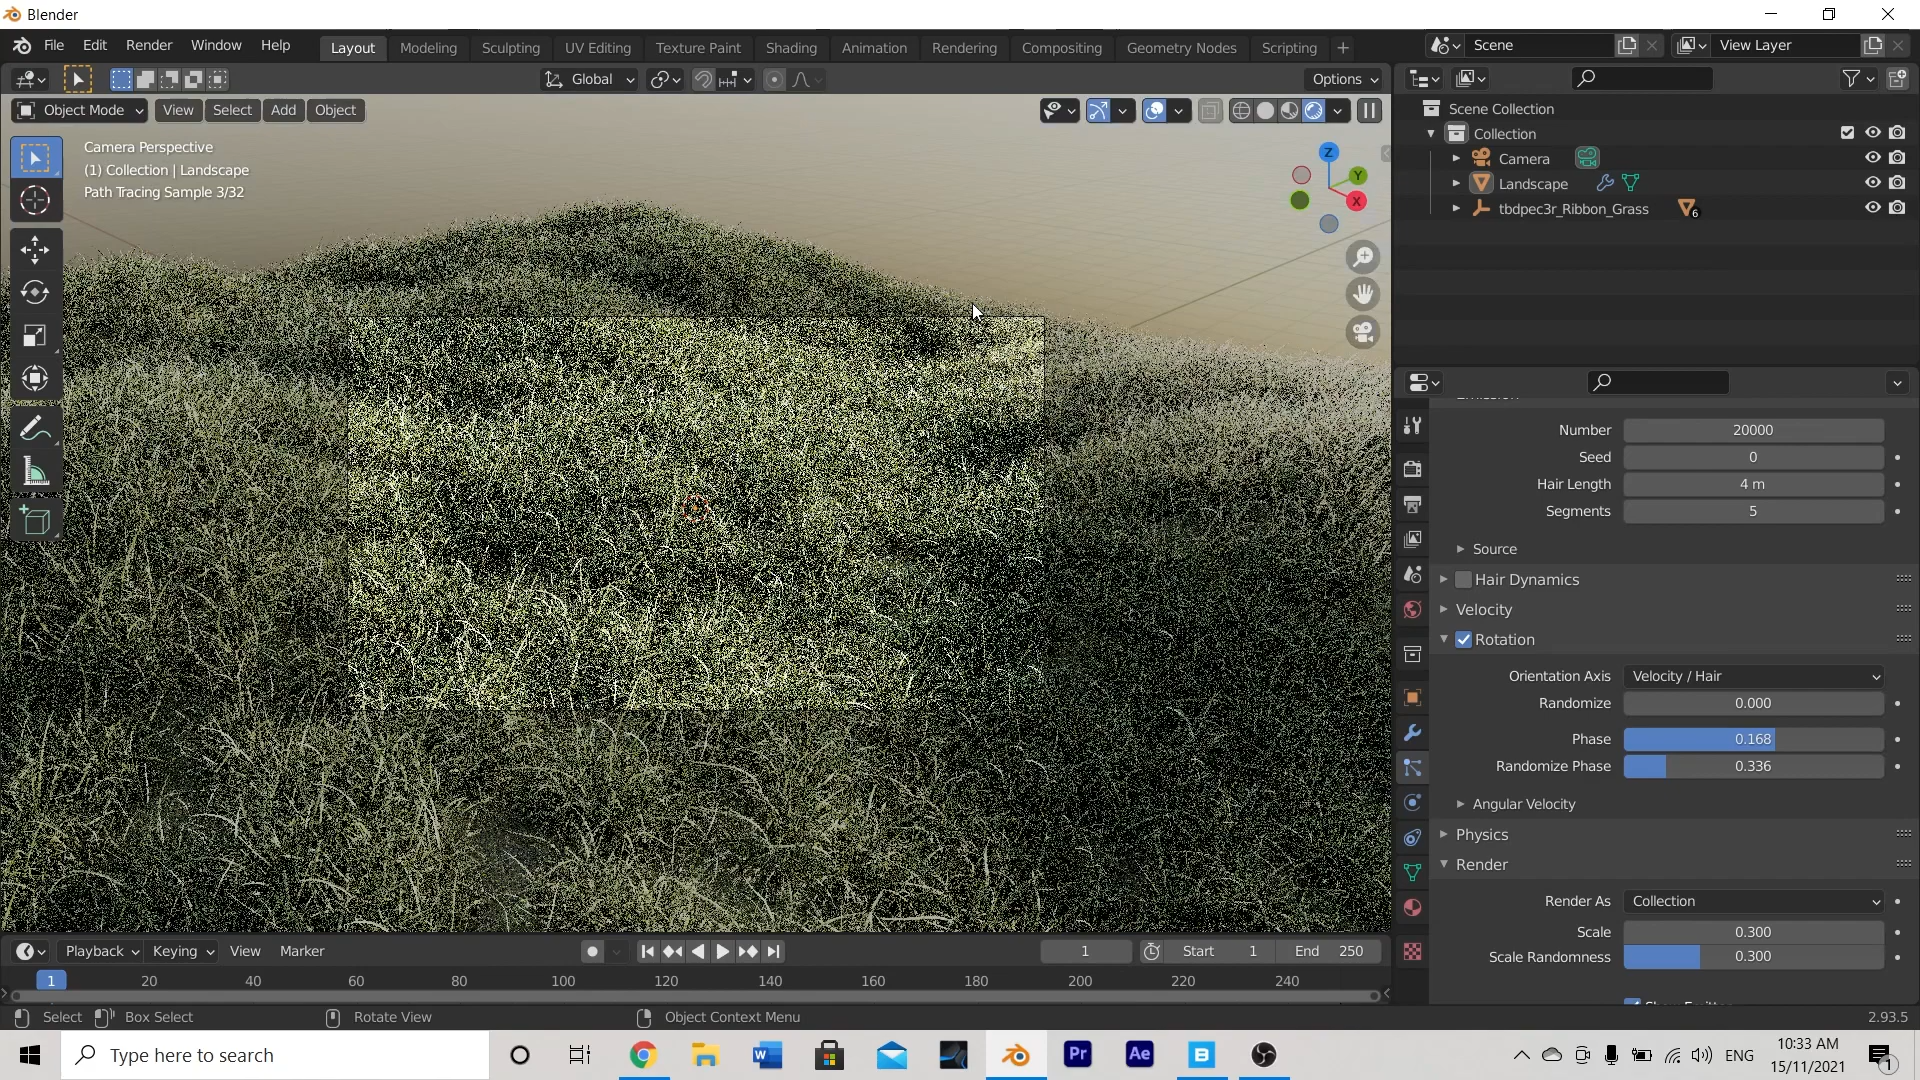 Blender
File Edit Render Window Help
Layout Modeling Sculpting UV Editing Texture Paint Shading Animation Rendering Compositing Geometry Nodes Scripting +
Scene
View Layer
Global
Options
Object Mode View Select Add Object
Camera Perspective
(1) Collection | Landscape
Path Tracing Sample 3/32
Z
Y
X
Scene Collection
Collection
Camera
Landscape
tbdpec3r_Ribbon_Grass 6
Number 20000
Seed 0
Hair Length 4 m
Segments 5
Source
Hair Dynamics
Velocity
Rotation
Orientation Axis Velocity / Hair
Randomize 0.000
Phase 0.168
Randomize Phase 0.336
Angular Velocity
Physics
Render
Render As Collection
Scale 0.300
Scale Randomness 0.300
Playback Keying View Marker
1 Start 1 End 250
1 20 40 60 80 100 120 140 160 180 200 220 240
Select Box Select Rotate View Object Context Menu 2.93.5
Type here to search
W
Pr
Ae
B
ENG
10:33 AM
15/11/2021
1